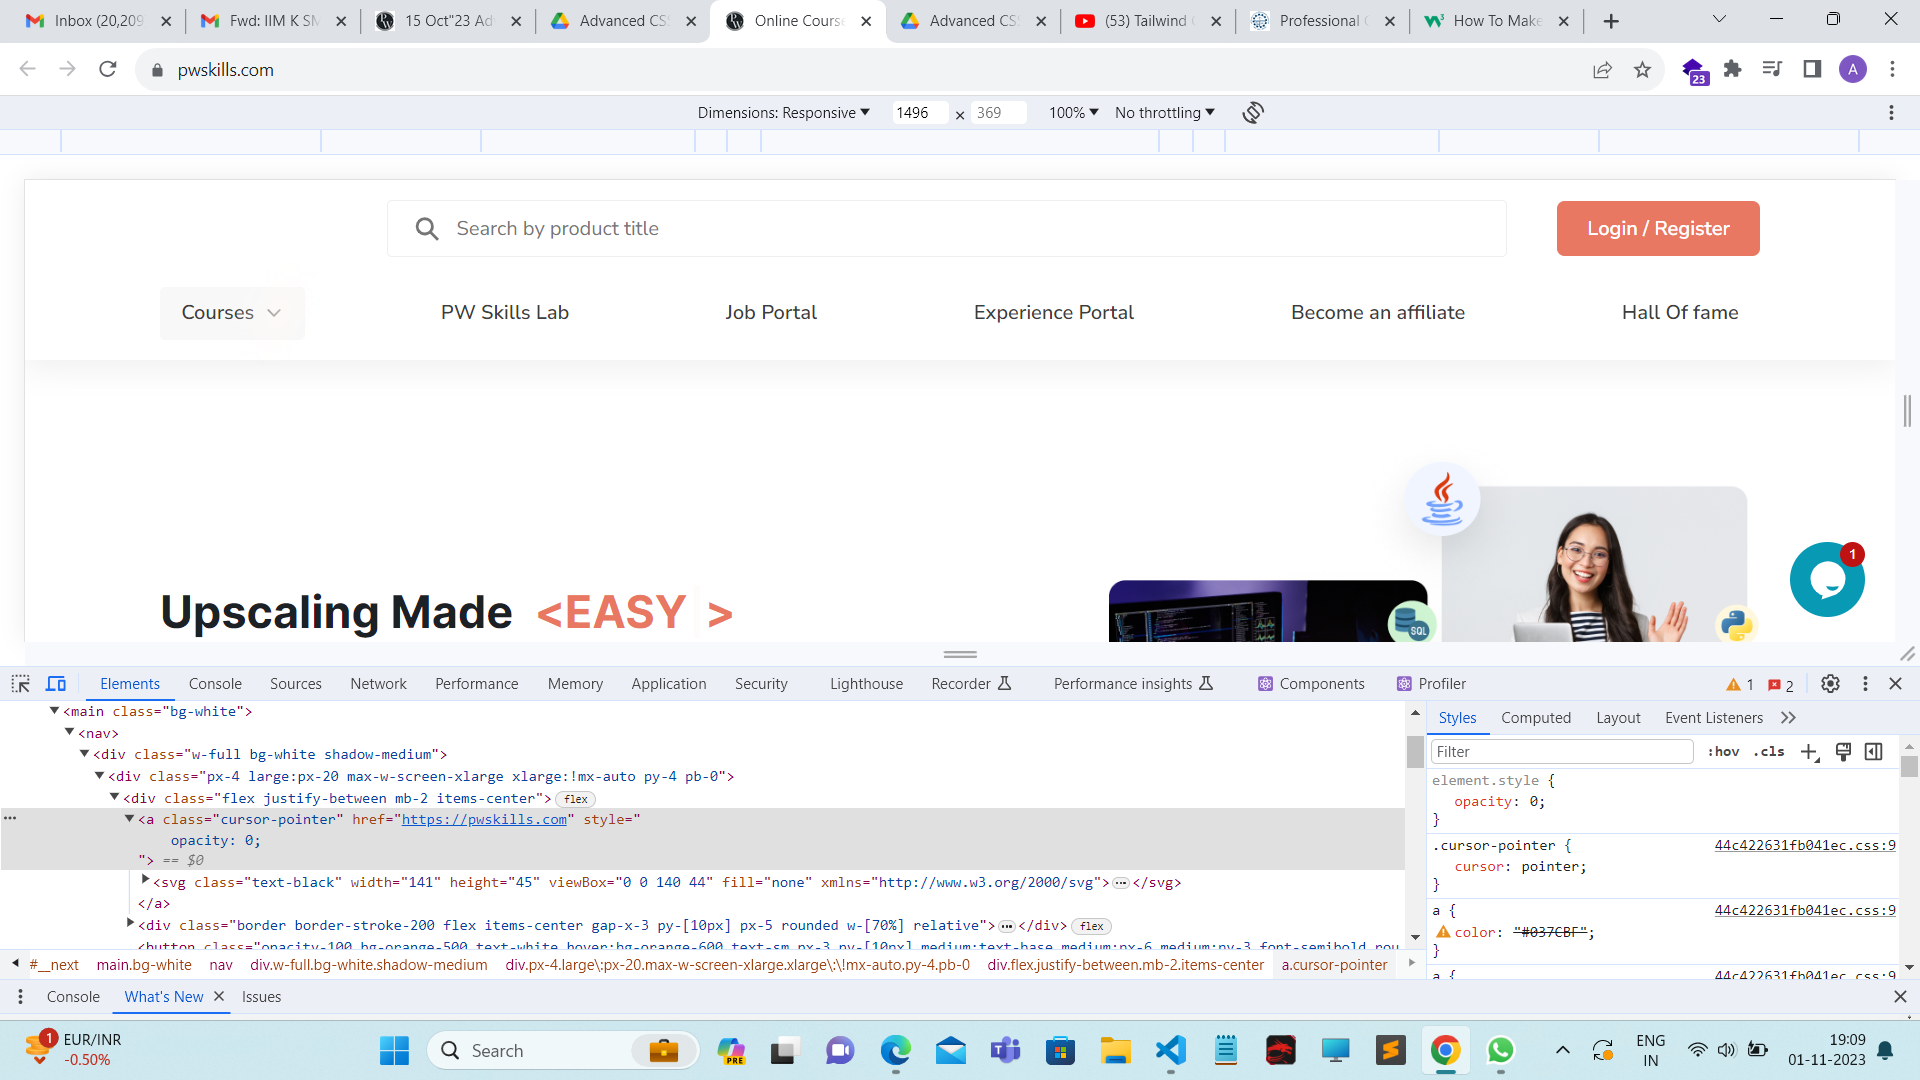 Inbox (20,209
Fwd: IIM K SM
15 Oct"23 Ad
Advanced CSS
Online Course
Advanced CSS
(53) Tailwind
Professional
How To Make
pwskills.com
23
A
Dimensions: Responsive
1496
×
369
100%
No throttling
Search by product title
Login / Register
Courses
PW Skills Lab
Job Portal
Experience Portal
Become an affiliate
Hall Of fame
Upscaling Made <EASY >
SQL
1
Elements
Console
Sources
Network
Performance
Memory
Application
Security
Lighthouse
Recorder
Performance insights
Components
Profiler
1
2
<main class="bg-white">
<nav>
<div class="w-full bg-white shadow-medium">
<div class="px-4 large:px-20 max-w-screen-xlarge xlarge:!mx-auto py-4 pb-0">
<div class="flex justify-between mb-2 items-center"> flex
<a class="cursor-pointer" href="https://pwskills.com" style="
opacity: 0;
"> == $0
<svg class="text-black" width="141" height="45" viewBox="0 0 140 44" fill="none" xmlns="http://www.w3.org/2000/svg">…</svg>
</a>
<div class="border border-stroke-200 flex items-center gap-x-3 py-[10px] px-5 rounded w-[70%] relative">…</div> flex
<button class="opacity-100 bg-orange-500 text-white hover:bg-orange-600 text-sm px-3 py-[10px] medium:text-base medium:px-6 medium:py-3 font-semibold rou
#__next
main.bg-white
nav
div.w-full.bg-white.shadow-medium
div.px-4.large\:px-20.max-w-screen-xlarge.xlarge\:\!mx-auto.py-4.pb-0
div.flex.justify-between.mb-2.items-center
a.cursor-pointer
Styles
Computed
Layout
Event Listeners
Filter
:hov
.cls
element.style {
opacity: 0;
}
.cursor-pointer { 44c422631fb041ec.css:9
cursor: pointer;
}
a { 44c422631fb041ec.css:9
color: "#037CBF";
}
a { 44c422631fb041ec.css:9
Console
What's New
Issues
1
EUR/INR
-0.50%
Search
PRE
ENG
IN
19:09
01-11-2023